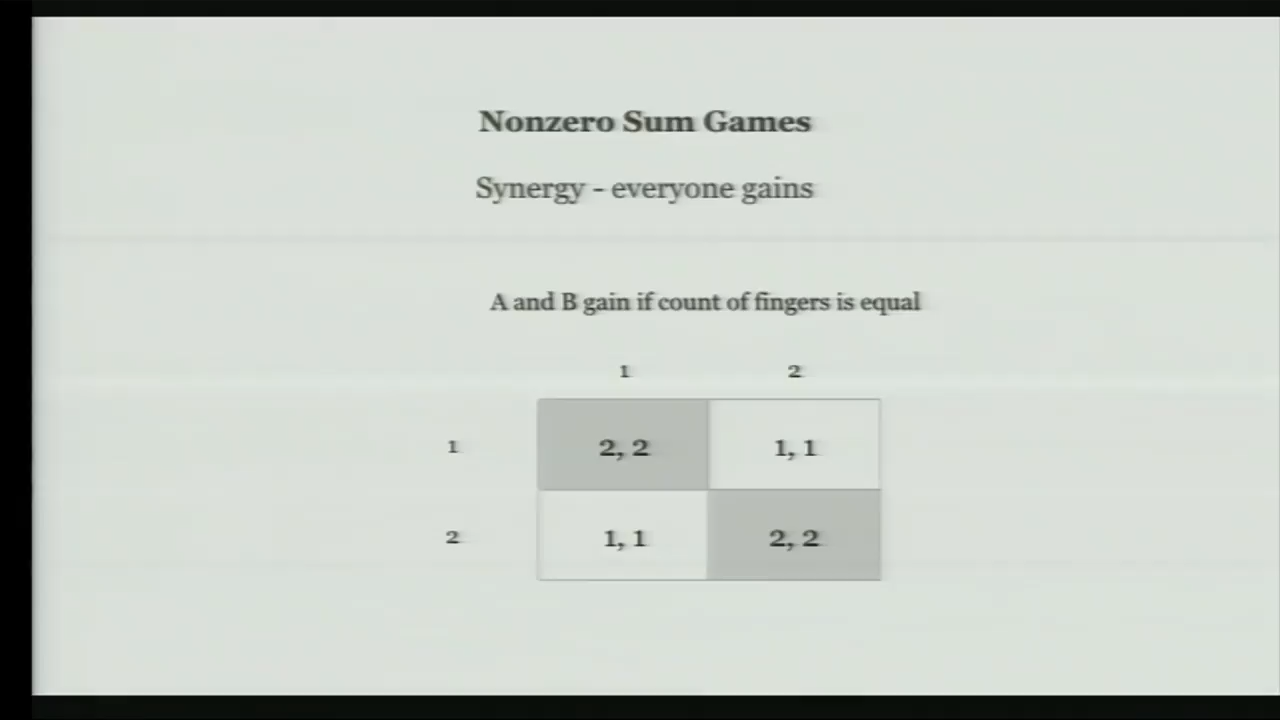 Nonzero Sum Games
Synergy - everyone gains
A and B gain if count of fingers is equal
1 2
1 2, 2 1, 1
2 1, 1 2, 2